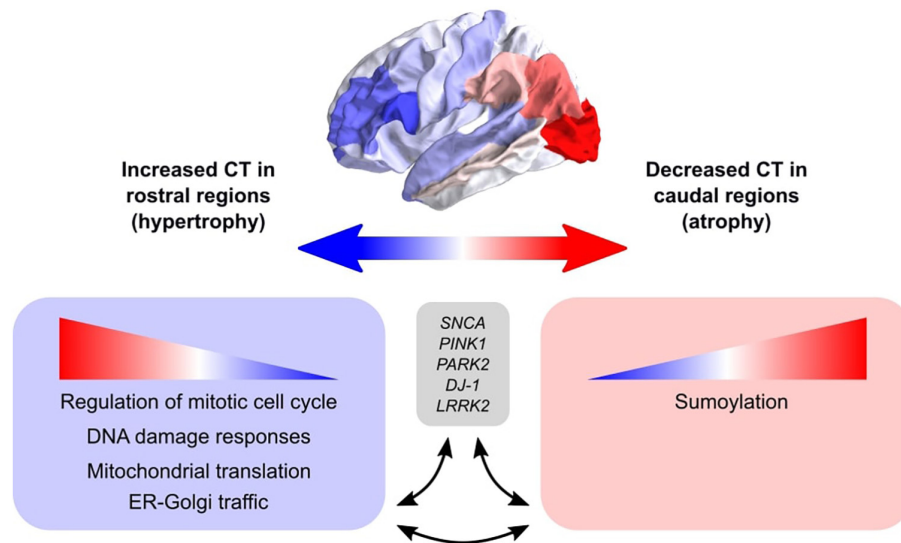 Increased CT in
rostral regions
(hypertrophy)
Decreased CT in
caudal regions
(atrophy)
Regulation of mitotic cell cycle
DNA damage responses
Mitochondrial translation
ER-Golgi traffic
SNCA
PINK1
PARK2
DJ-1
LRRK2
Sumoylation